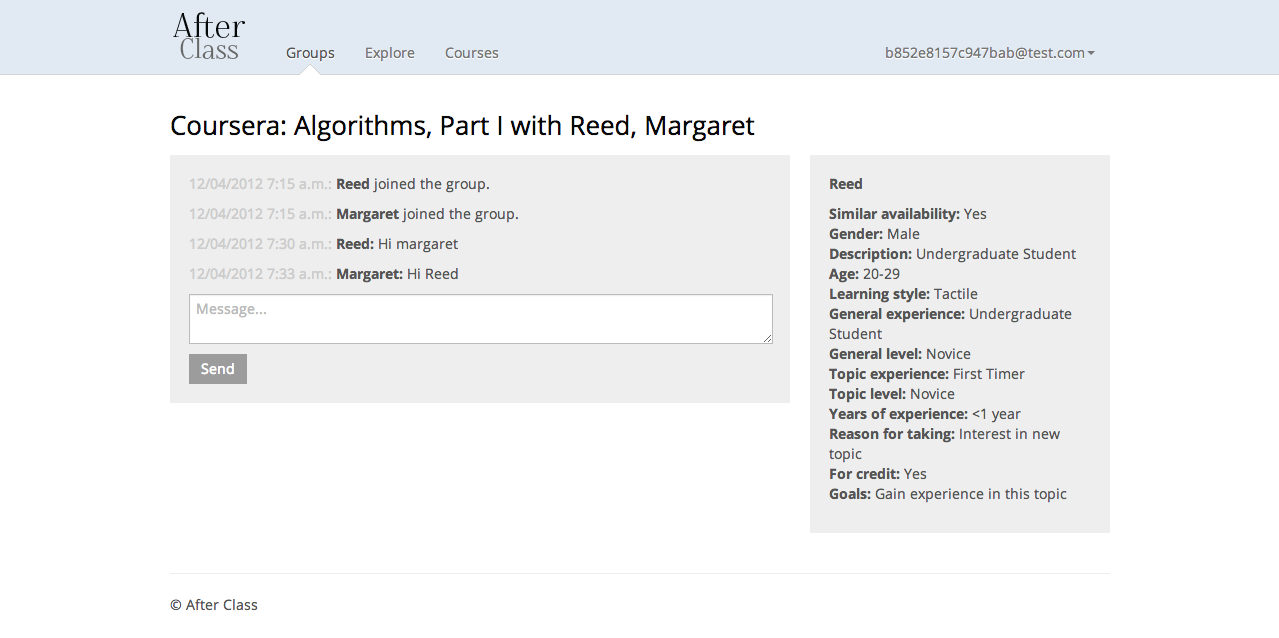 After
Class
Groups
Explore
Courses
b852e8157c947bab@test.com
Coursera: Algorithms, Part I with Reed, Margaret
12/04/2012 7:15 a.m.: Reed joined the group.
12/04/2012 7:15 a.m.: Margaret joined the group.
12/04/2012 7:30 a.m.: Reed: Hi margaret
12/04/2012 7:33 a.m.: Margaret: Hi Reed
Message...
Send
Reed
Similar availability: Yes
Gender: Male
Description: Undergraduate Student
Age: 20-29
Learning style: Tactile
General experience: Undergraduate
Student
General level: Novice
Topic experience: First Timer
Topic level: Novice
Years of experience: <1 year
Reason for taking: Interest in new
topic
For credit: Yes
Goals: Gain experience in this topic
© After Class